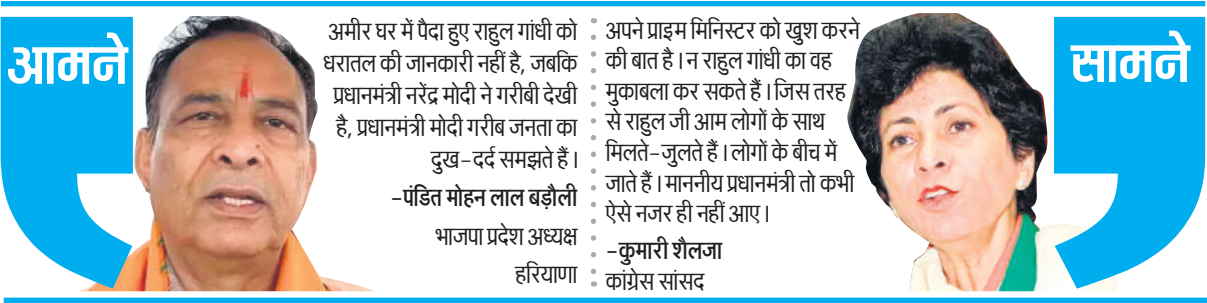 आमने
अमीर घर में पैदा हुए राहुल गांधी को
धरातल की जानकारी नहीं है, जबकि
प्रधानमंत्री नरेंद्र मोदी ने गरीबी देखी
है, प्रधानमंत्री मोदी गरीब जनता का
दुख-दर्द समझते हैं।
-पंडित मोहन लाल बड़ौली
भाजपा प्रदेश अध्यक्ष
हरियाणा
अपने प्राइम मिनिस्टर को खुश करने
की बात है। न राहुल गांधी का वह
मुकाबला कर सकते हैं। जिस तरह
से राहुल जी आम लोगों के साथ
मिलते-जुलते हैं। लोगों के बीच में
जाते हैं। माननीय प्रधानमंत्री तो कभी
ऐसे नजर ही नहीं आए।
-कुमारी शैलजा
कांग्रेस सांसद
सामने